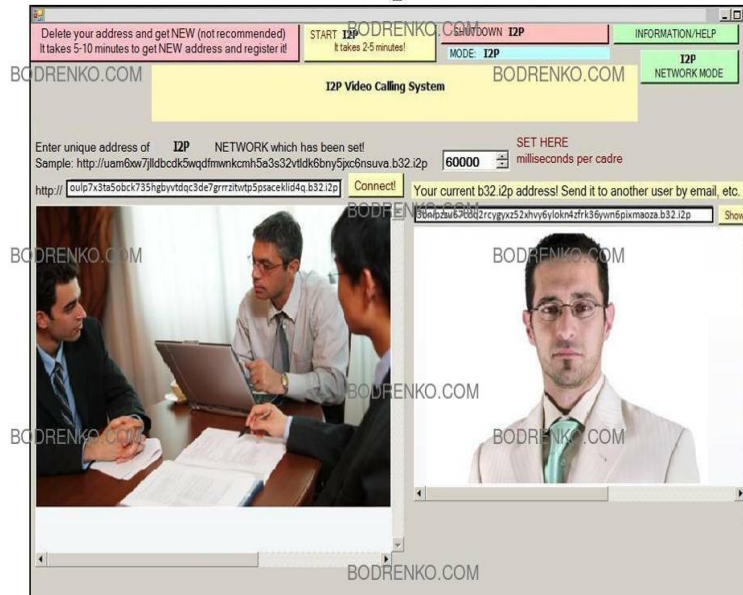 Delete your address and get NEW (not recommended)
It takes 5-10 minutes to get NEW address and register it!
START I2P
It takes 2-5 minutes!
SHUTDOWN I2P
MODE: I2P
INFORMATION/HELP
I2P
NETWORK MODE
BODRENKO.COM
BODRENKO.COM
BODRENKO.COM
I2P Video Calling System
Enter unique address of I2P NETWORK which has been set!
Sample: http://uam6xw7jlldbcdk5wqdfmwnkcmh5a3s32vtldk6bny5jxc6nsuva.b32.i2p
60000
SET HERE
milliseconds per cadre
http:// oulp7x3ta5obck735hgbyvtdqc3de7grrrzitwtp5psaceklid4q.b32.i2p
Connect!
Your current b32.i2p address! Send it to another user by email, etc.
Show
BODRENKO.COM
BODRENKO.COM
BODRENKO.COM
BODRENKO.COM
BODRENKO.COM
BODRENKO.COM
BODRENKO.COM